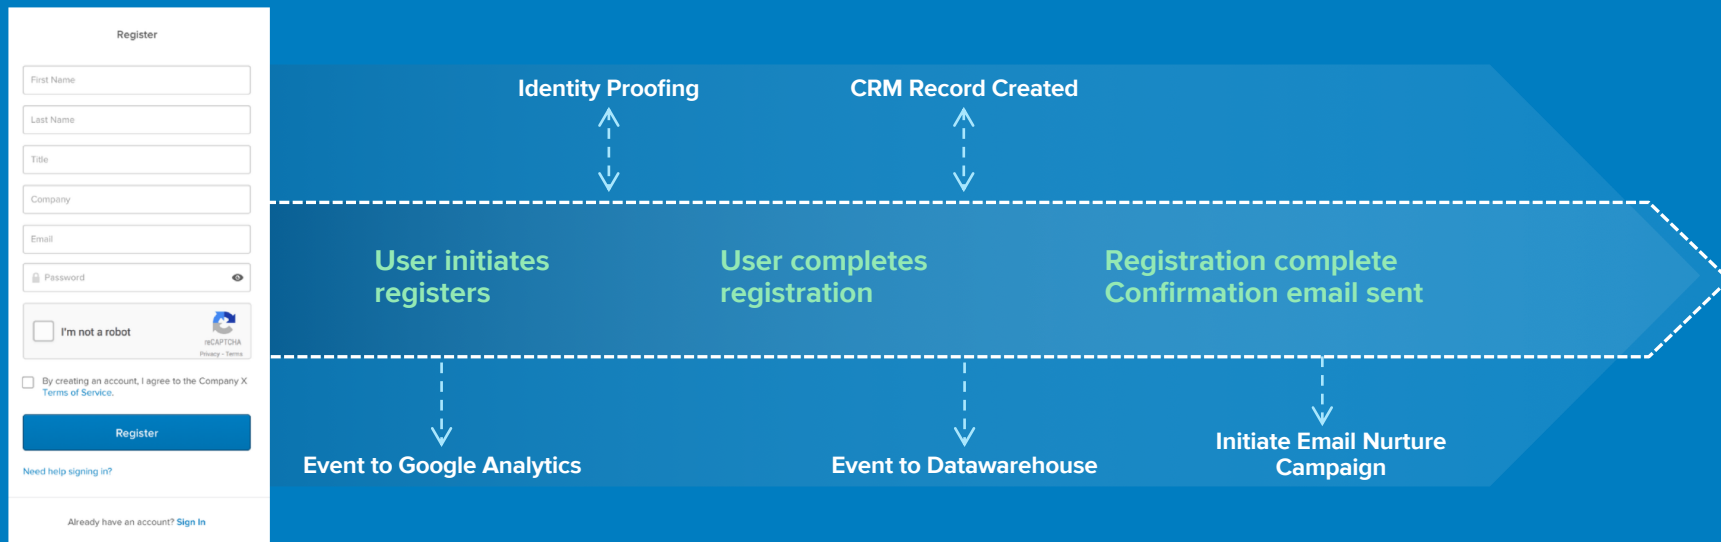 Register
First Name
Last Name
Title
Company
Email
Password
I'm not a robot
reCAPTCHA
Privacy - Terms
By creating an account, I agree to the Company X
Terms of Service.
Register
Need help signing in?
Already have an account? Sign In
Identity Proofing
CRM Record Created
User initiates
registers
User completes
registration
Registration complete
Confirmation email sent
Event to Google Analytics
Event to Datawarehouse
Initiate Email Nurture
Campaign